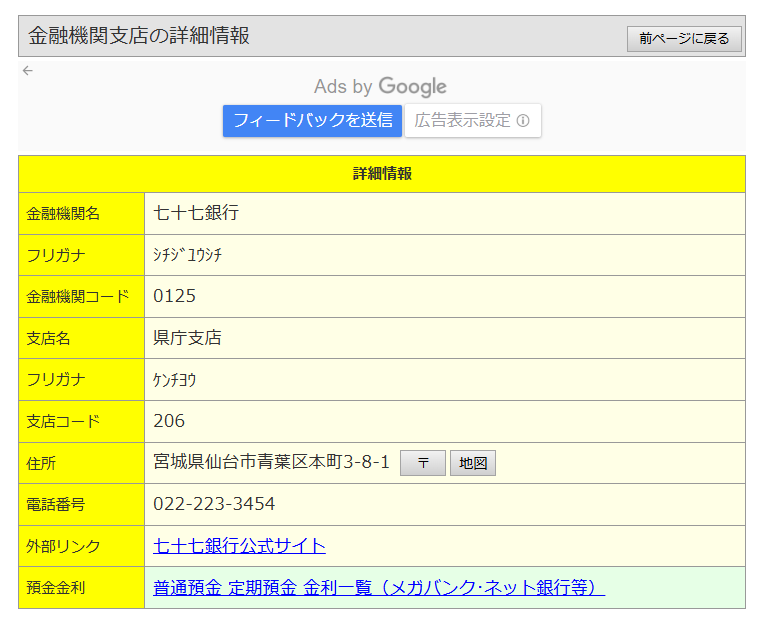 金融機関支店の詳細情報
前ページに戻る
←
Ads by Google
フィードバックを送信 広告表示設定 ⓘ
詳細情報
金融機関名 七十七銀行
フリガナ ｼﾁｼﾞﾕｳｼﾁ
金融機関コード 0125
支店名 県庁支店
フリガナ ｹﾝﾁﾖｳ
支店コード 206
住所 宮城県仙台市青葉区本町3-8-1 〒 地図
電話番号 022-223-3454
外部リンク 七十七銀行公式サイト
預金金利 普通預金 定期預金 金利一覧（メガバンク･ネット銀行等）